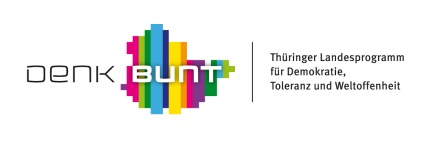 DENK BUNT
Thüringer Landesprogramm
für Demokratie,
Toleranz und Weltoffenheit